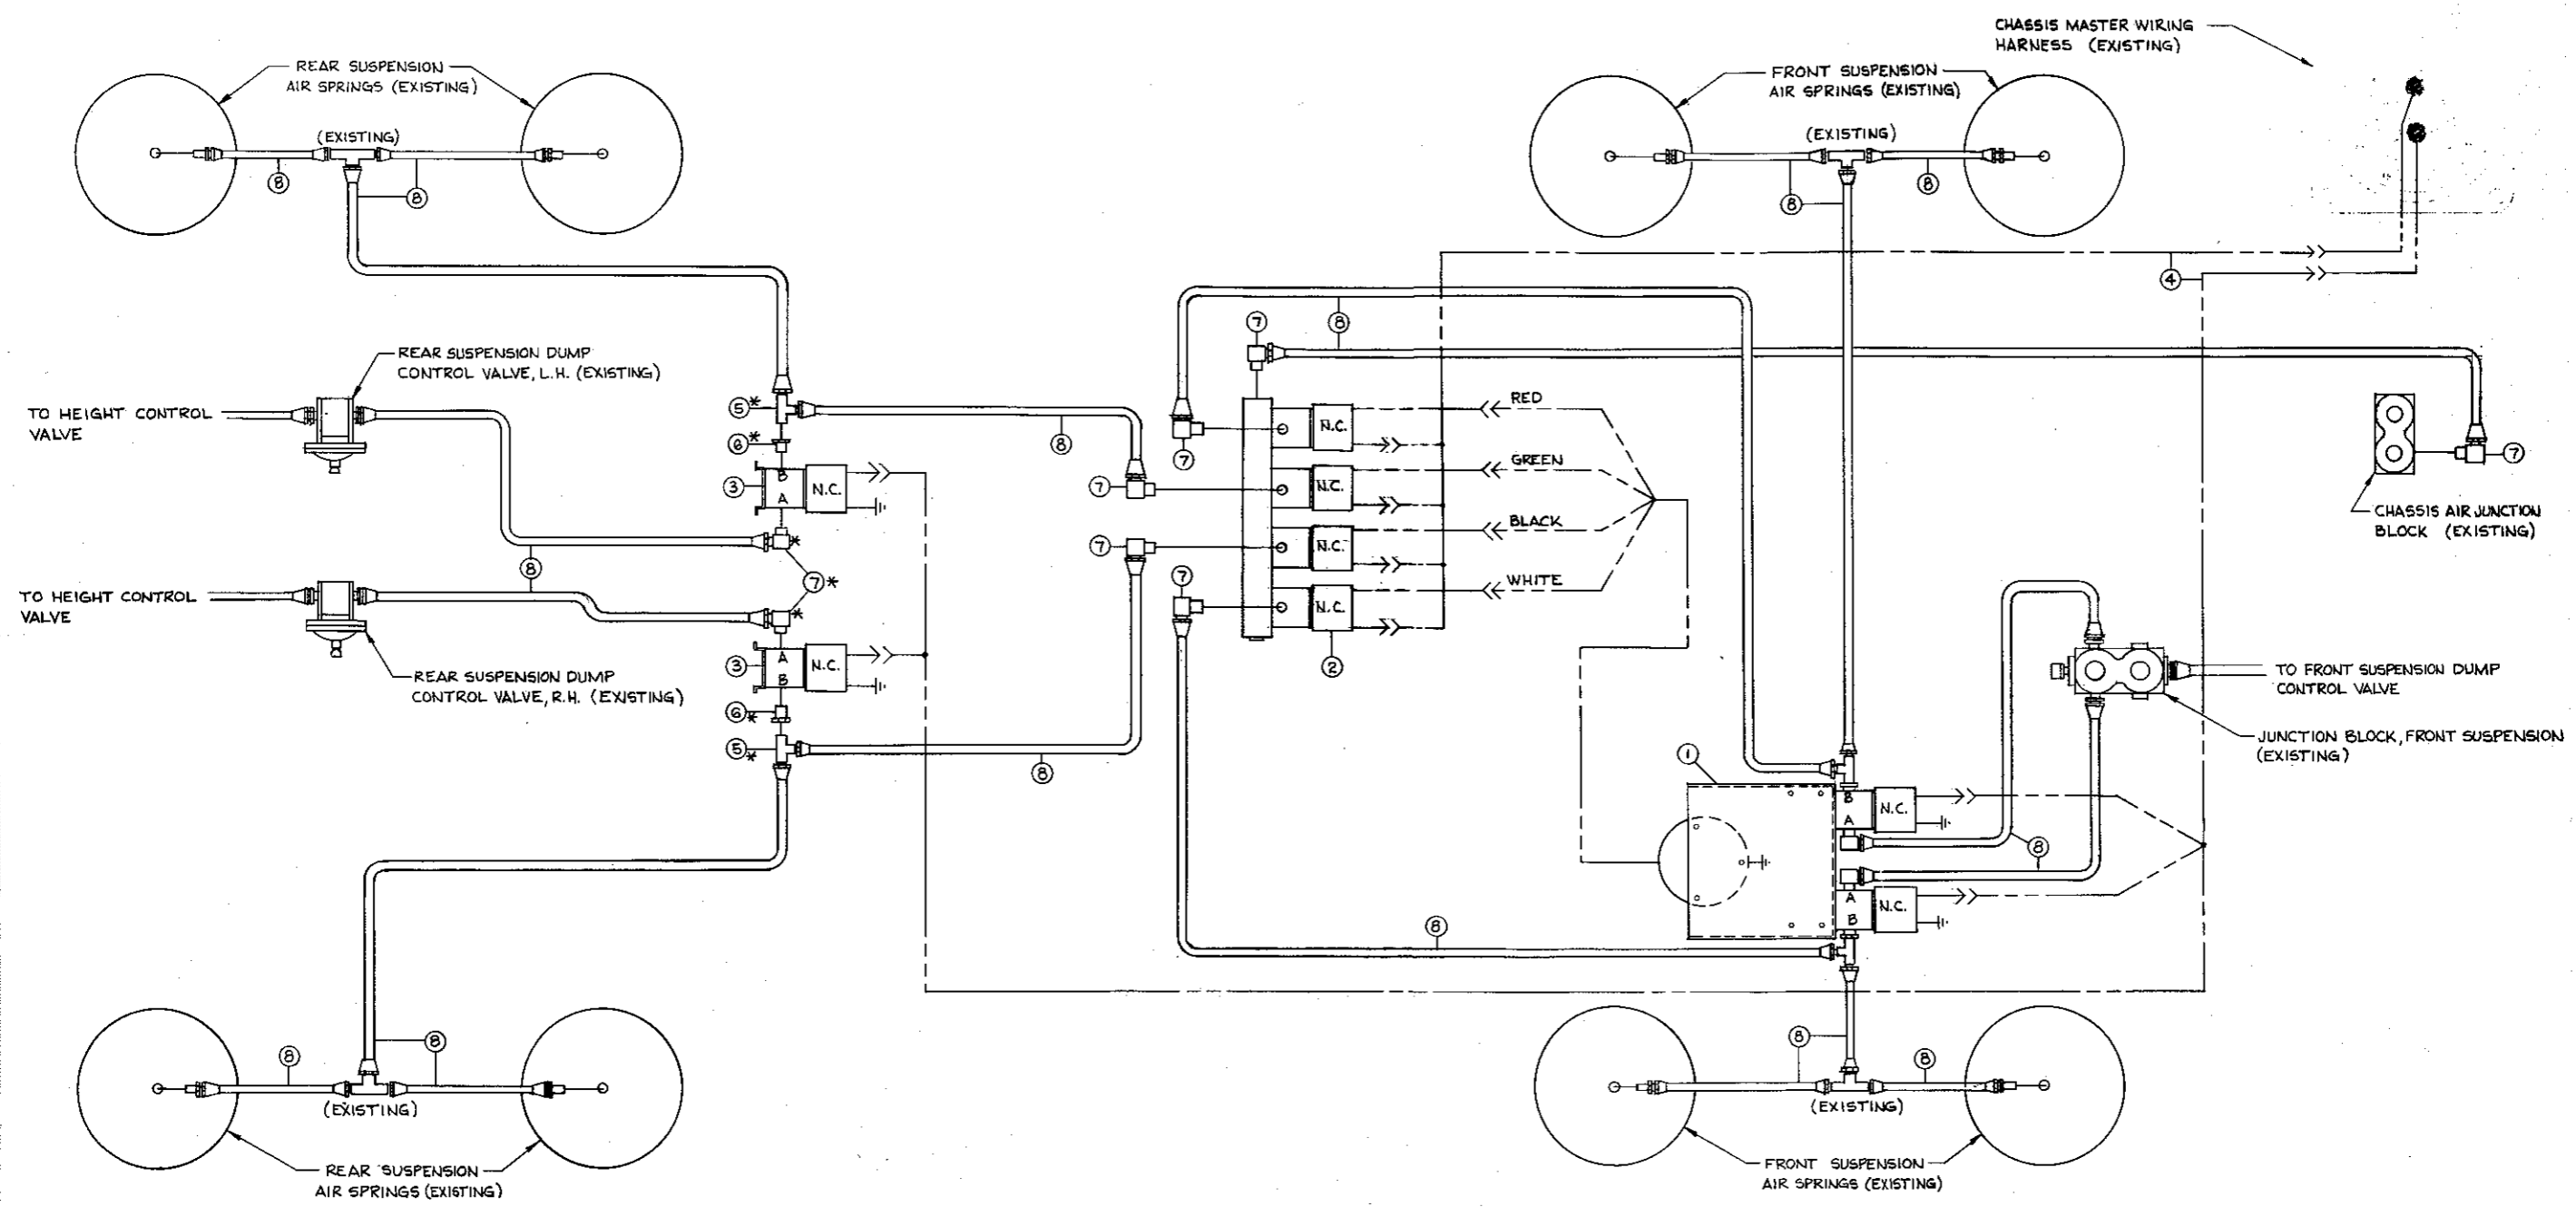 CHASSIS MASTER WIRING
HARNESS (EXISTING)
REAR SUSPENSION
AIR SPRINGS (EXISTING)
(EXISTING)
8
8
FRONT SUSPENSION
AIR SPRINGS (EXISTING)
(EXISTING)
8
8
4
REAR SUSPENSION DUMP
CONTROL VALVE, L.H. (EXISTING)
TO HEIGHT CONTROL
VALVE
5*
6*
3
B
A
N.C.
8
8
7*
*
*
TO HEIGHT CONTROL
VALVE
REAR SUSPENSION DUMP
CONTROL VALVE, R.H. (EXISTING)
3
A
B
N.C.
6*
5*
8
7
7
7
8
7
7
N.C.
N.C.
N.C.
N.C.
2
RED
GREEN
BLACK
WHITE
7
CHASSIS AIR JUNCTION
BLOCK (EXISTING)
TO FRONT SUSPENSION DUMP
CONTROL VALVE
JUNCTION BLOCK, FRONT SUSPENSION
(EXISTING)
1
B
A
N.C.
8
A
B
N.C.
8
8
8
(EXISTING)
REAR SUSPENSION
AIR SPRINGS (EXISTING)
8
8
(EXISTING)
FRONT SUSPENSION
AIR SPRINGS (EXISTING)